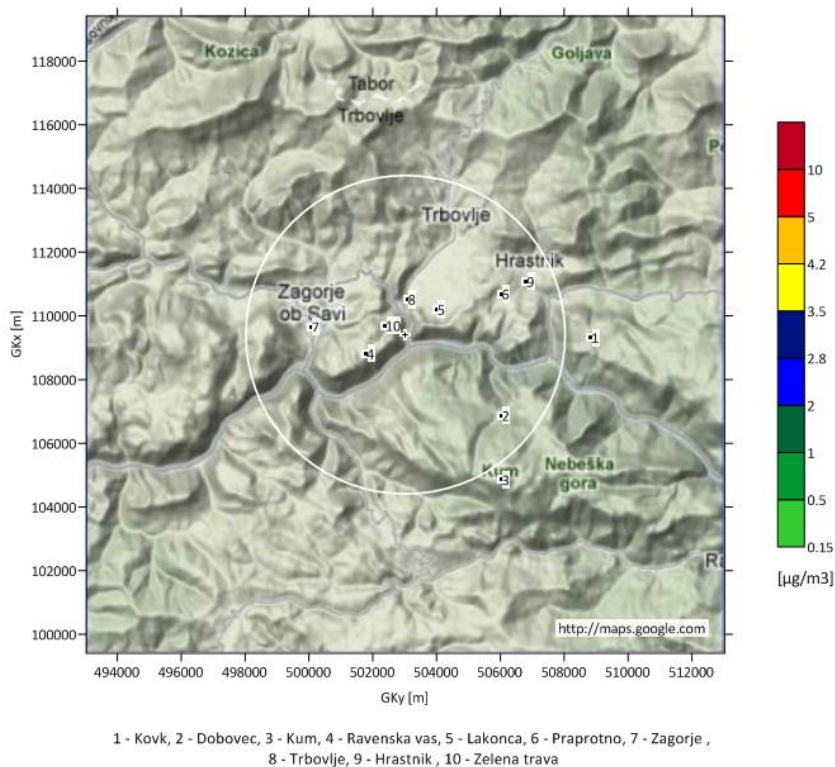 118000
116000
114000
112000
110000
108000
106000
104000
102000
100000
GKx [m]
494000 496000 498000 500000 502000 504000 506000 508000 510000 512000
GKy [m]
Kozica
Goljava
Tabor
Trbovlje
Trbovlje
Hrastnik
Zagorje
ob Savi
9
6
8
5
10
7
4
1
2
Kum
Nebeška
gora
3
http://maps.google.com
10
5
4.2
3.5
2.8
2
1
0.5
0.15
[µg/m3]
1 - Kovk, 2 - Dobovec, 3 - Kum, 4 - Ravenska vas, 5 - Lakonca, 6 - Praprotno, 7 - Zagorje ,
8 - Trbovlje, 9 - Hrastnik , 10 - Zelena trava